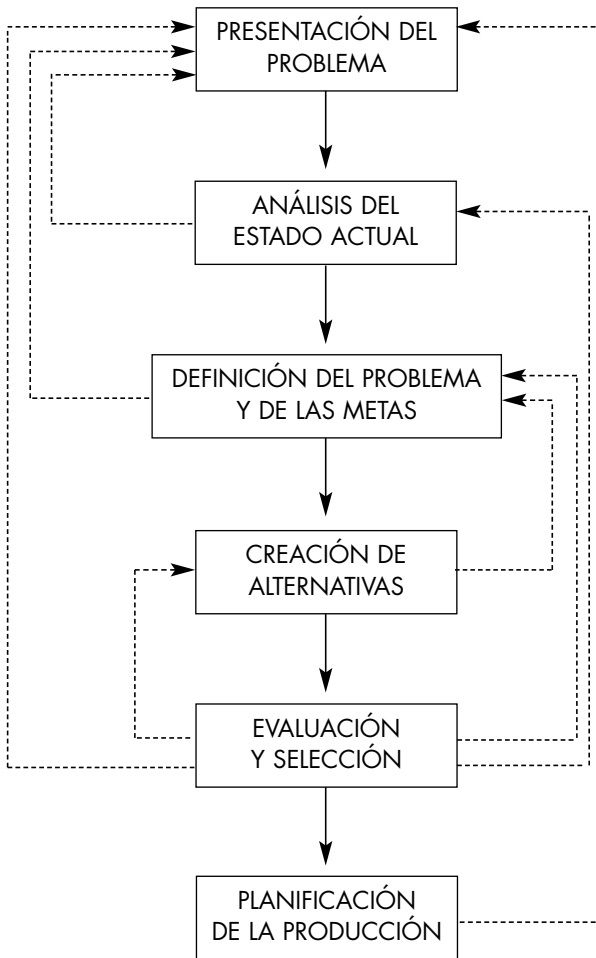 PRESENTACIÓN DEL
PROBLEMA
ANÁLISIS DEL
ESTADO ACTUAL
DEFINICIÓN DEL PROBLEMA
Y DE LAS METAS
CREACIÓN DE
ALTERNATIVAS
EVALUACIÓN
Y SELECCIÓN
PLANIFICACIÓN
DE LA PRODUCCIÓN